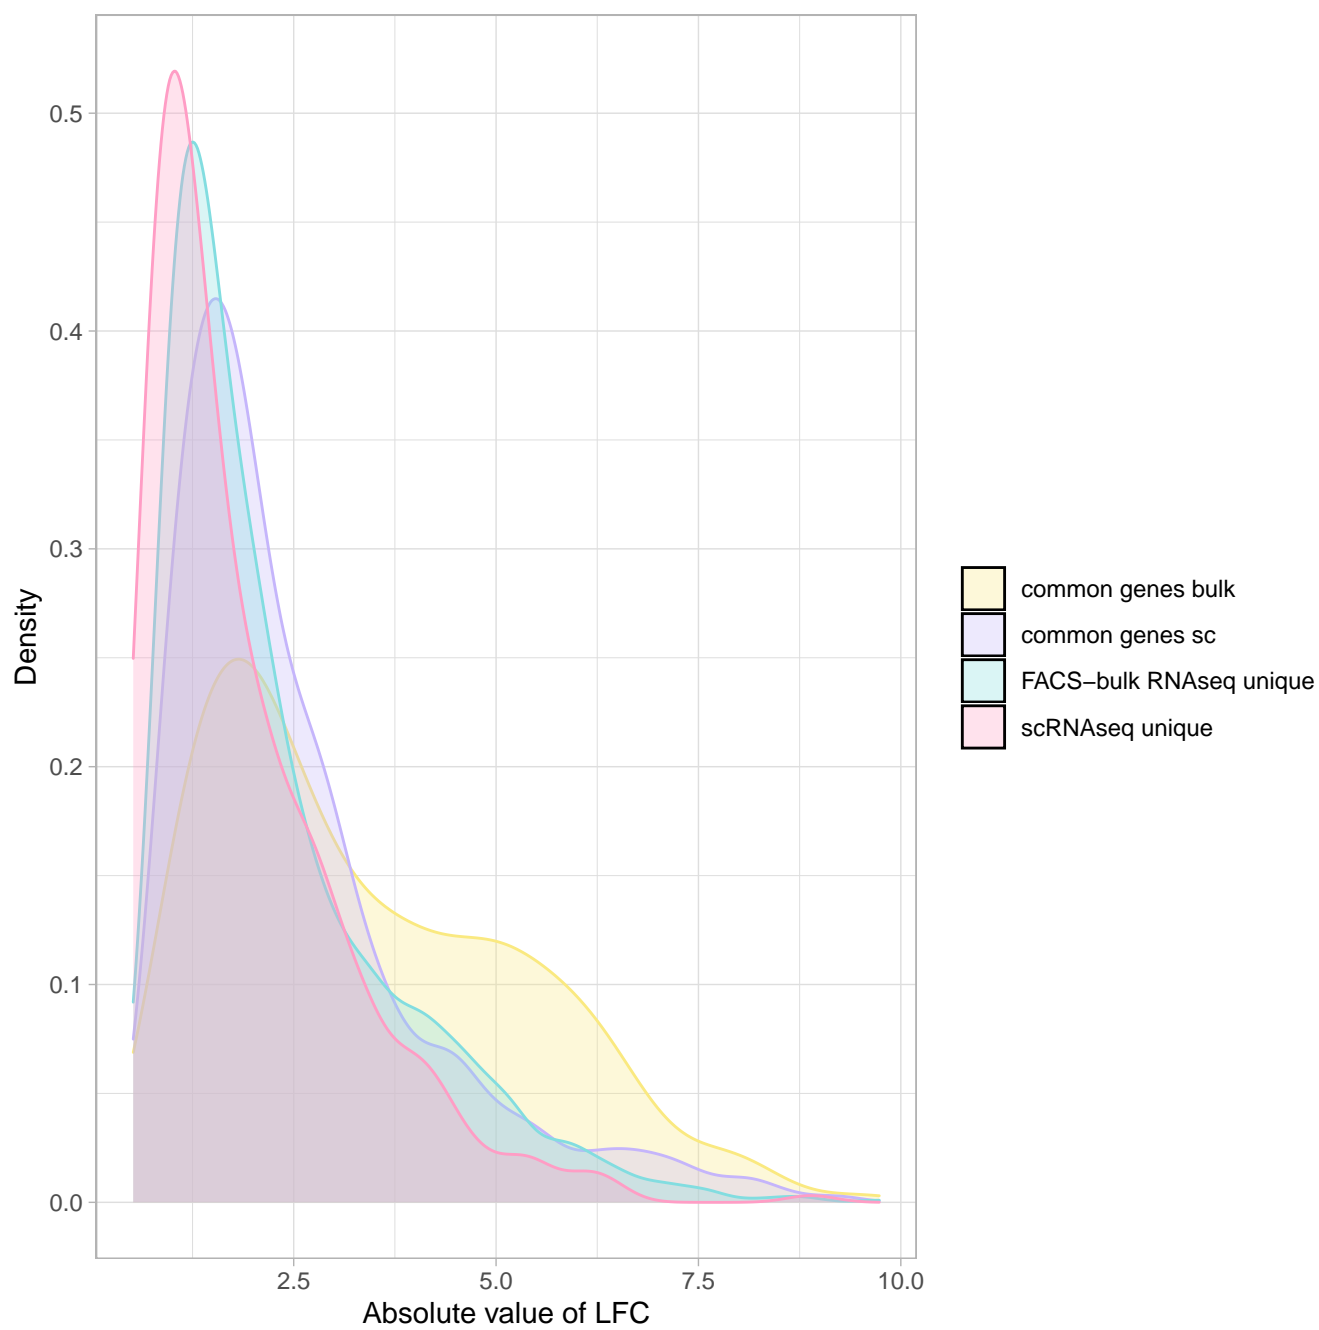 0.5
0.4
0.3
0.2
0.1
0.0
Density
2.5 5.0 7.5 10.0
Absolute value of LFC
common genes bulk
common genes sc
FACS−bulk RNAseq unique
scRNAseq unique